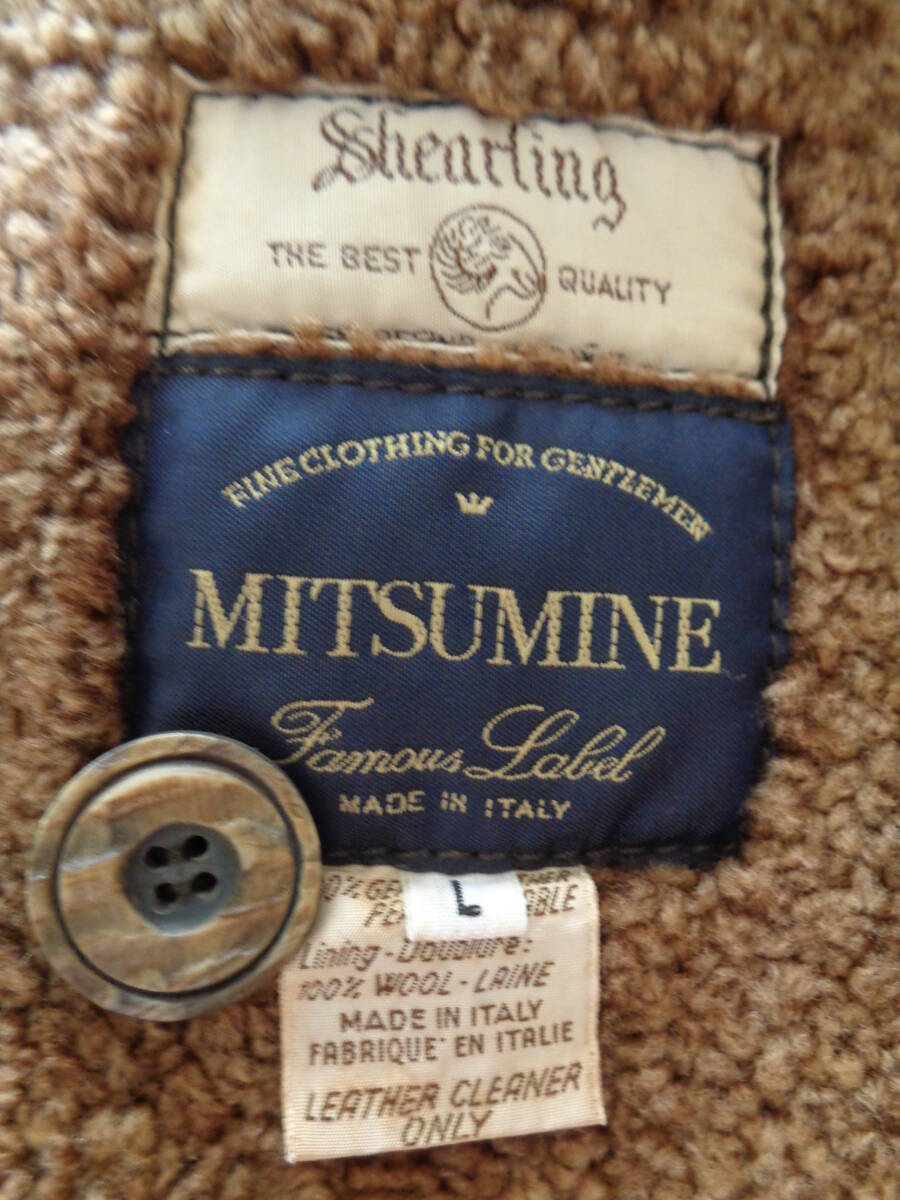 Shearling
THE BEST QUALITY
FINE CLOTHING FOR GENTLEMEN
MITSUMINE
Famous Label
MADE IN ITALY
L
Lining - Doublure:
100% WOOL - LAINE
MADE IN ITALY
FABRIQUE' EN ITALIE
LEATHER CLEANER
ONLY